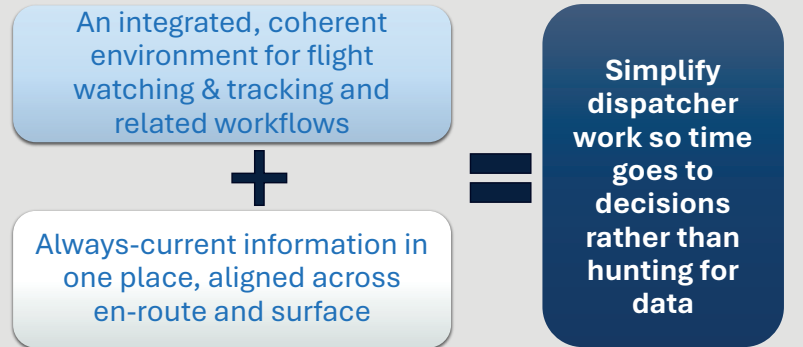 An integrated, coherent
environment for flight
watching & tracking and
related workflows
+
Always-current information in
one place, aligned across
en-route and surface
=
Simplify
dispatcher
work so time
goes to
decisions
rather than
hunting for
data